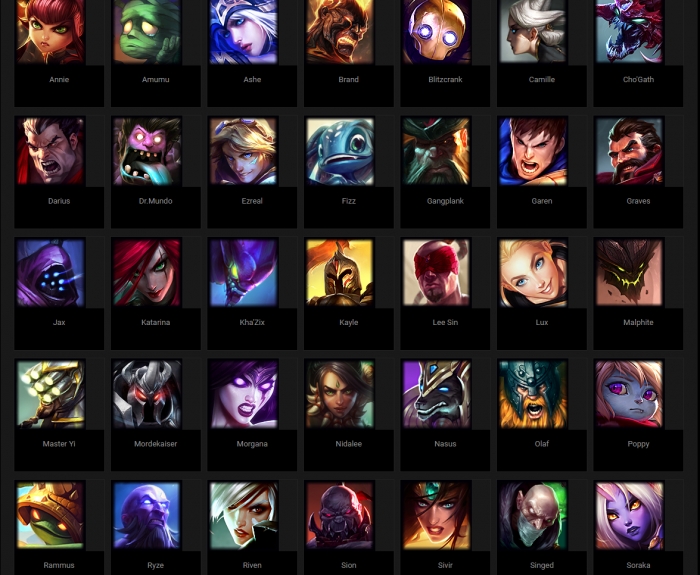 Annie Amumu Ashe Brand Blitzcrank Camille Cho'Gath
Darius Dr.Mundo Ezreal Fizz Gangplank Garen Graves
Jax Katarina Kha'Zix Kayle Lee Sin Lux Malphite
Master Yi Mordekaiser Morgana Nidalee Nasus Olaf Poppy
Rammus Ryze Riven Sion Sivir Singed Soraka